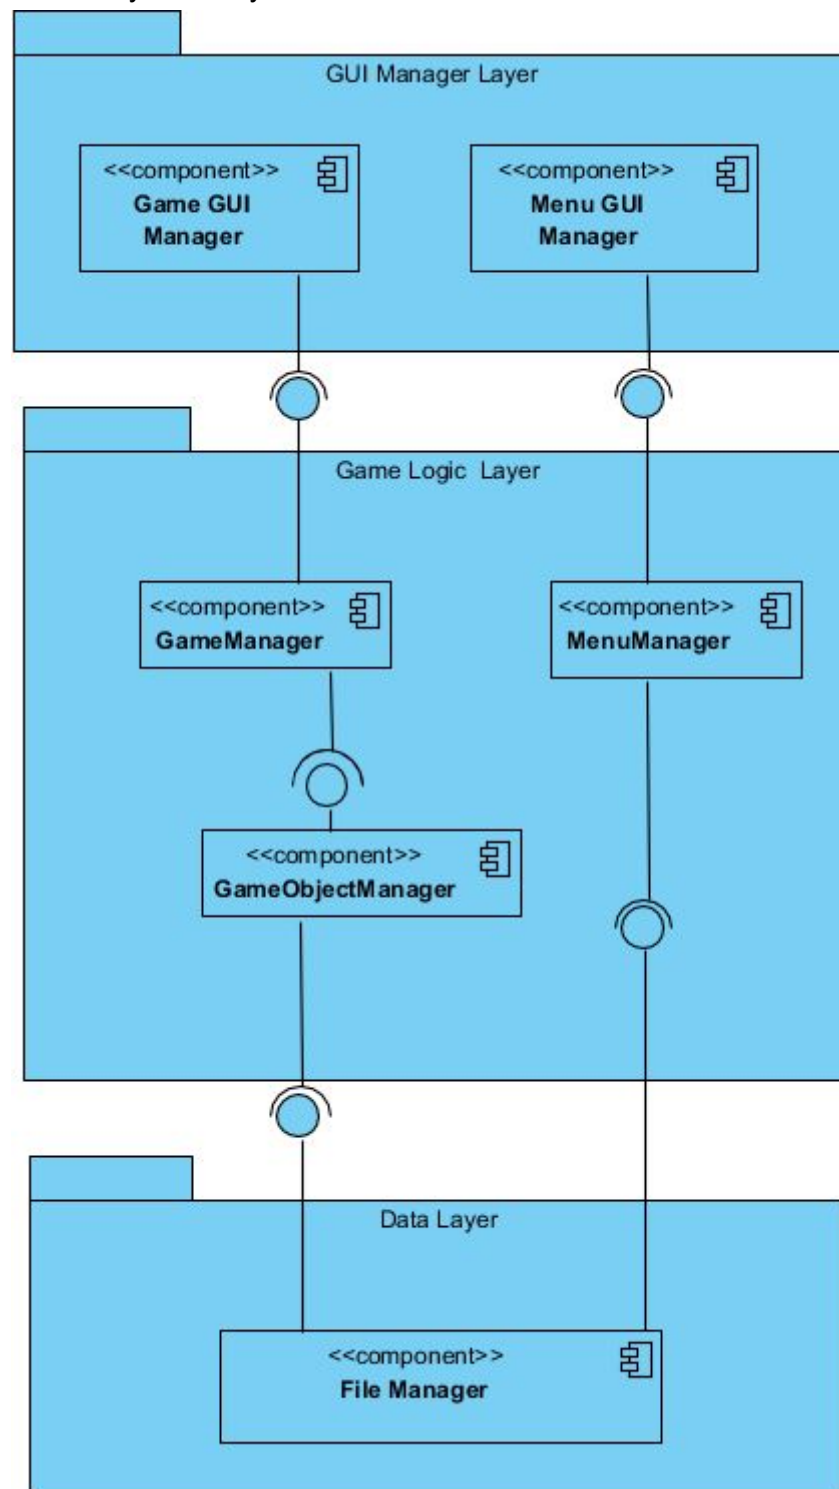 GUI Manager Layer
<<component>>
Game GUI
Manager
<<component>>
Menu GUI
Manager
Game Logic  Layer
<<component>>
GameManager
<<component>>
MenuManager
<<component>>
GameObjectManager
Data Layer
<<component>>
File Manager